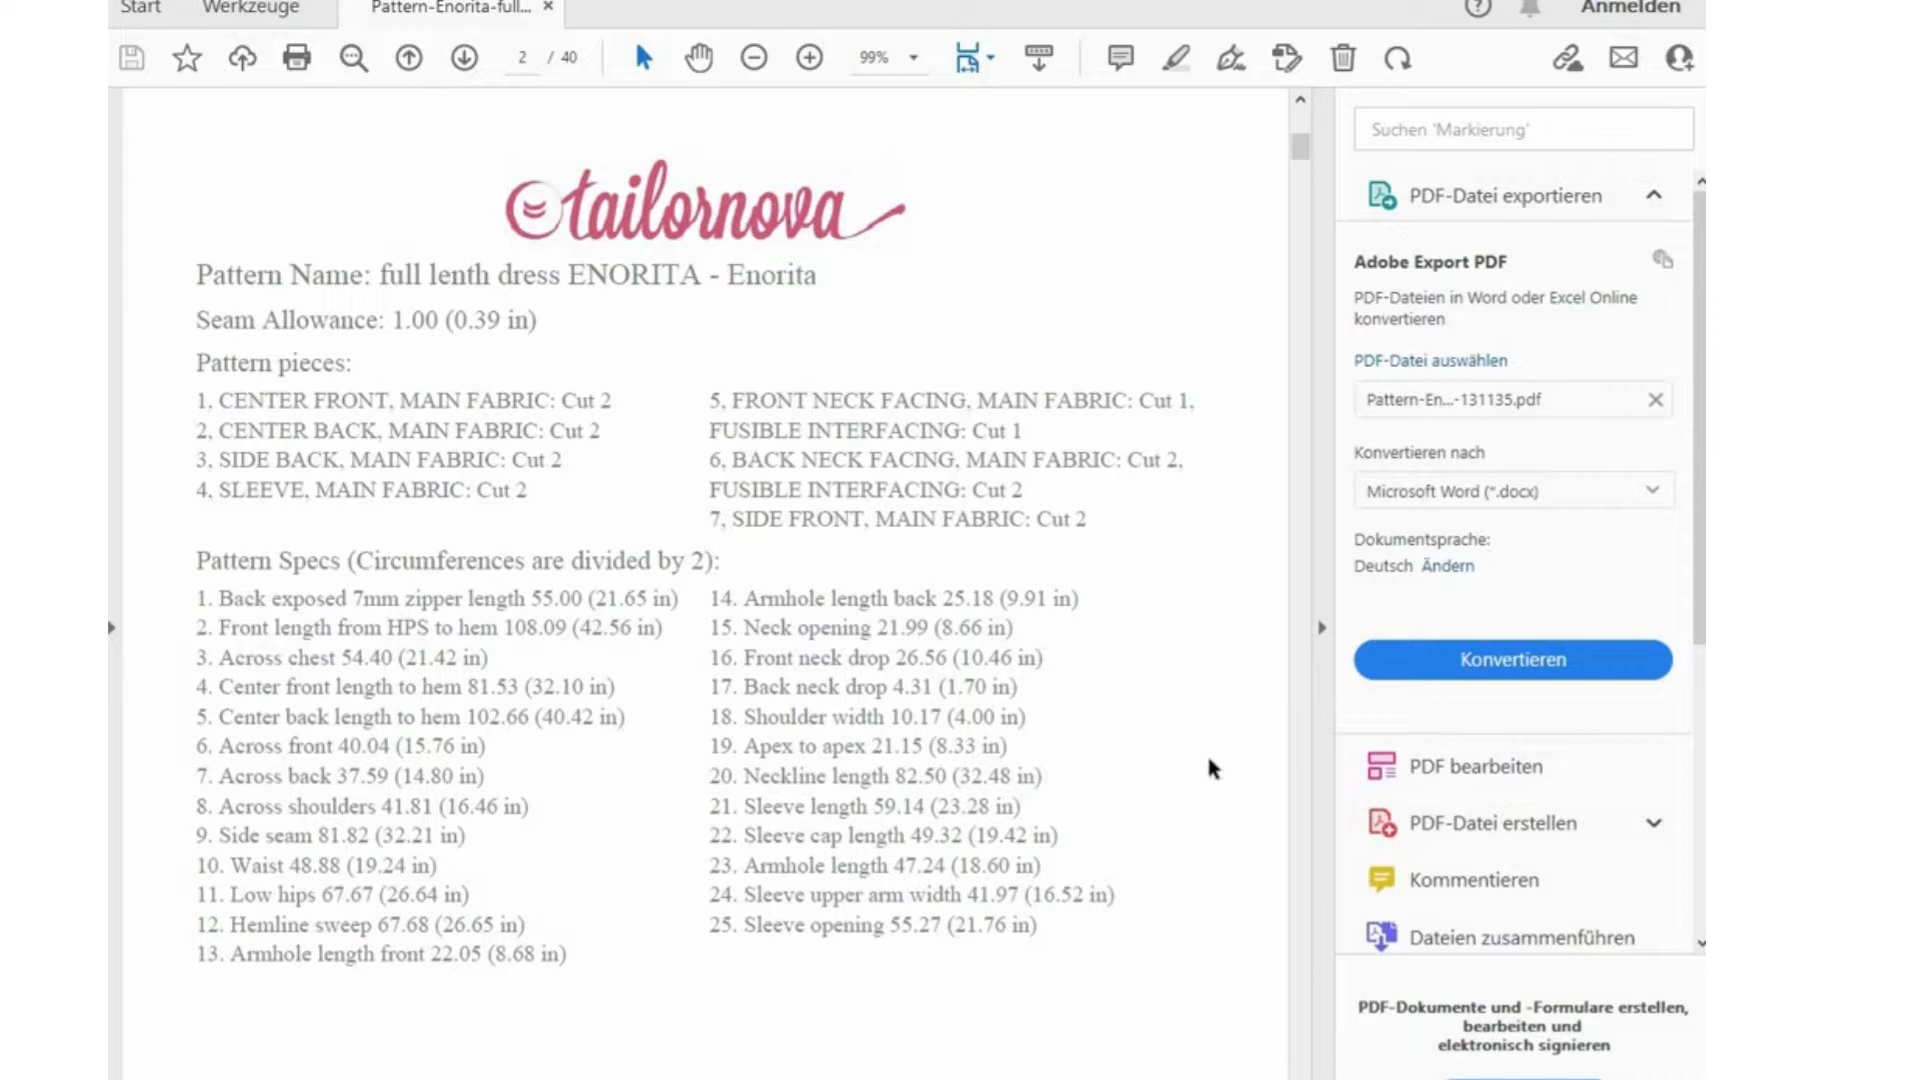 Start Werkzeuge Pattern-Enorita-full... × Anmelden
2 / 40 99%
tailornova
Pattern Name: full lenth dress ENORITA - Enorita
Seam Allowance: 1.00 (0.39 in)
Pattern pieces:
1, CENTER FRONT, MAIN FABRIC: Cut 2
2, CENTER BACK, MAIN FABRIC: Cut 2
3, SIDE BACK, MAIN FABRIC: Cut 2
4, SLEEVE, MAIN FABRIC: Cut 2
5, FRONT NECK FACING, MAIN FABRIC: Cut 1,
FUSIBLE INTERFACING: Cut 1
6, BACK NECK FACING, MAIN FABRIC: Cut 2,
FUSIBLE INTERFACING: Cut 2
7, SIDE FRONT, MAIN FABRIC: Cut 2
Pattern Specs (Circumferences are divided by 2):
1. Back exposed 7mm zipper length 55.00 (21.65 in)
2. Front length from HPS to hem 108.09 (42.56 in)
3. Across chest 54.40 (21.42 in)
4. Center front length to hem 81.53 (32.10 in)
5. Center back length to hem 102.66 (40.42 in)
6. Across front 40.04 (15.76 in)
7. Across back 37.59 (14.80 in)
8. Across shoulders 41.81 (16.46 in)
9. Side seam 81.82 (32.21 in)
10. Waist 48.88 (19.24 in)
11. Low hips 67.67 (26.64 in)
12. Hemline sweep 67.68 (26.65 in)
13. Armhole length front 22.05 (8.68 in)
14. Armhole length back 25.18 (9.91 in)
15. Neck opening 21.99 (8.66 in)
16. Front neck drop 26.56 (10.46 in)
17. Back neck drop 4.31 (1.70 in)
18. Shoulder width 10.17 (4.00 in)
19. Apex to apex 21.15 (8.33 in)
20. Neckline length 82.50 (32.48 in)
21. Sleeve length 59.14 (23.28 in)
22. Sleeve cap length 49.32 (19.42 in)
23. Armhole length 47.24 (18.60 in)
24. Sleeve upper arm width 41.97 (16.52 in)
25. Sleeve opening 55.27 (21.76 in)
Suchen 'Markierung'
PDF-Datei exportieren
Adobe Export PDF
PDF-Dateien in Word oder Excel Online
konvertieren
PDF-Datei auswählen
Pattern-En...-131135.pdf
Konvertieren nach
Microsoft Word (*.docx)
Dokumentsprache:
Deutsch Ändern
Konvertieren
PDF bearbeiten
PDF-Datei erstellen
Kommentieren
Dateien zusammenführen
PDF-Dokumente und -Formulare erstellen,
bearbeiten und
elektronisch signieren